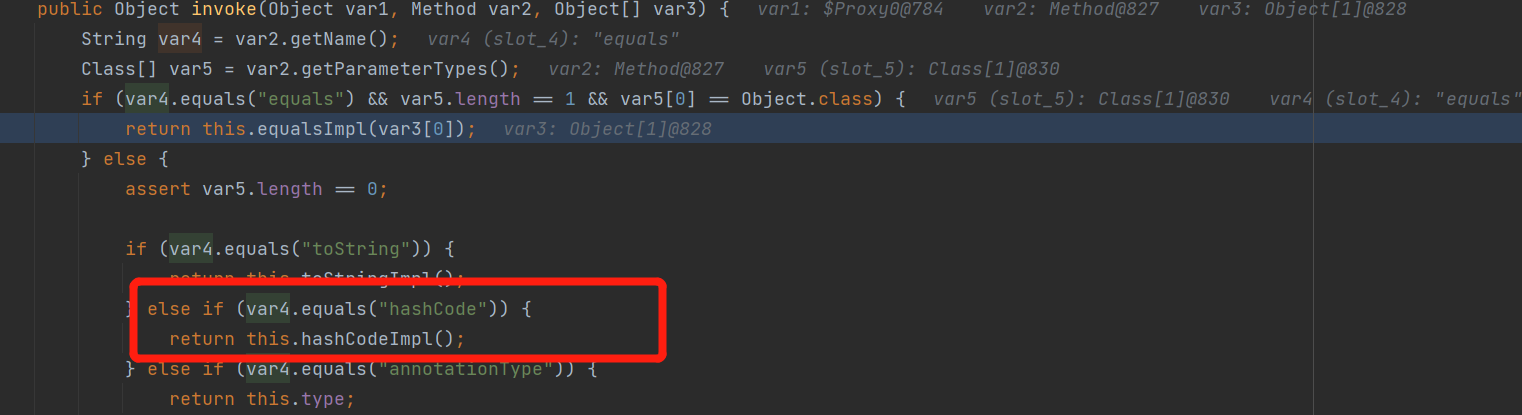 public Object invoke(Object var1, Method var2, Object[] var3) { var1: $Proxy0@784 var2: Method@827 var3: Object[1]@828
String var4 = var2.getName(); var4 (slot_4): "equals"
Class[] var5 = var2.getParameterTypes(); var2: Method@827 var5 (slot_5): Class[1]@830
if (var4.equals("equals") && var5.length == 1 && var5[0] == Object.class) { var5 (slot_5): Class[1]@830 var4 (slot_4): "equals"
return this.equalsImpl(var3[0]); var3: Object[1]@828
} else {
assert var5.length == 0;
if (var4.equals("toString")) {
return this.toStringImpl();
} else if (var4.equals("hashCode")) {
return this.hashCodeImpl();
} else if (var4.equals("annotationType")) {
return this.type;